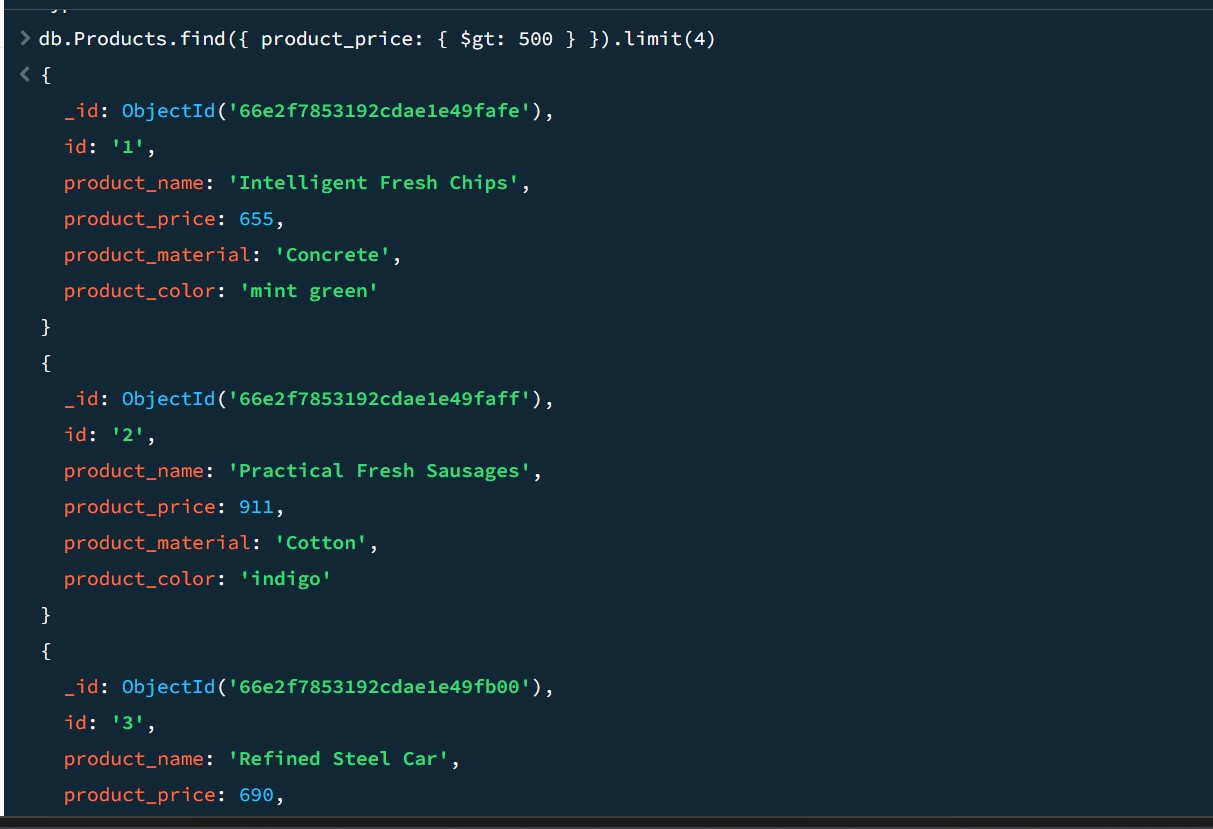 > db.Products.find({ product_price: { $gt: 500 } }).limit(4)
< {
_id: ObjectId('66e2f7853192cdae1e49fafe'),
id: '1',
product_name: 'Intelligent Fresh Chips',
product_price: 655,
product_material: 'Concrete',
product_color: 'mint green'
}
{
_id: ObjectId('66e2f7853192cdae1e49faff'),
id: '2',
product_name: 'Practical Fresh Sausages',
product_price: 911,
product_material: 'Cotton',
product_color: 'indigo'
}
{
_id: ObjectId('66e2f7853192cdae1e49fb00'),
id: '3',
product_name: 'Refined Steel Car',
product_price: 690,